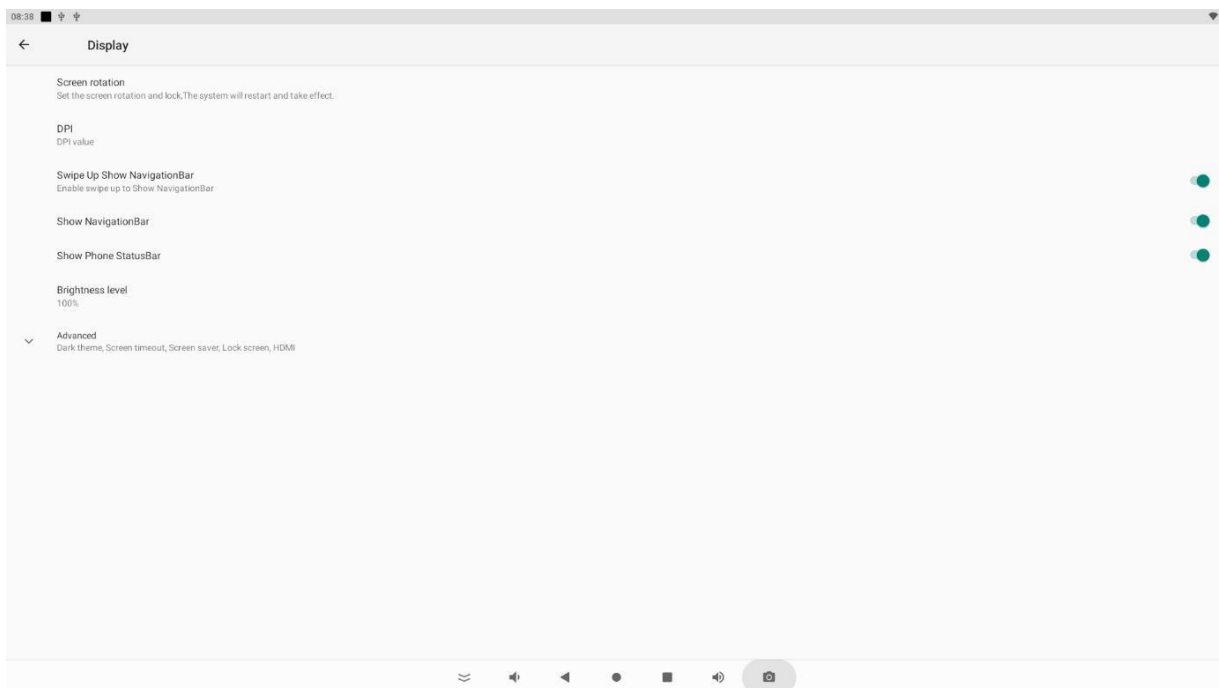 08:38
Display
Screen rotation
Set the screen rotation and lock,The system will restart and take effect.
DPI
DPI value
Swipe Up Show NavigationBar
Enable swipe up to Show NavigationBar
Show NavigationBar
Show Phone StatusBar
Brightness level
100%
Advanced
Dark theme, Screen timeout, Screen saver, Lock screen, HDMI